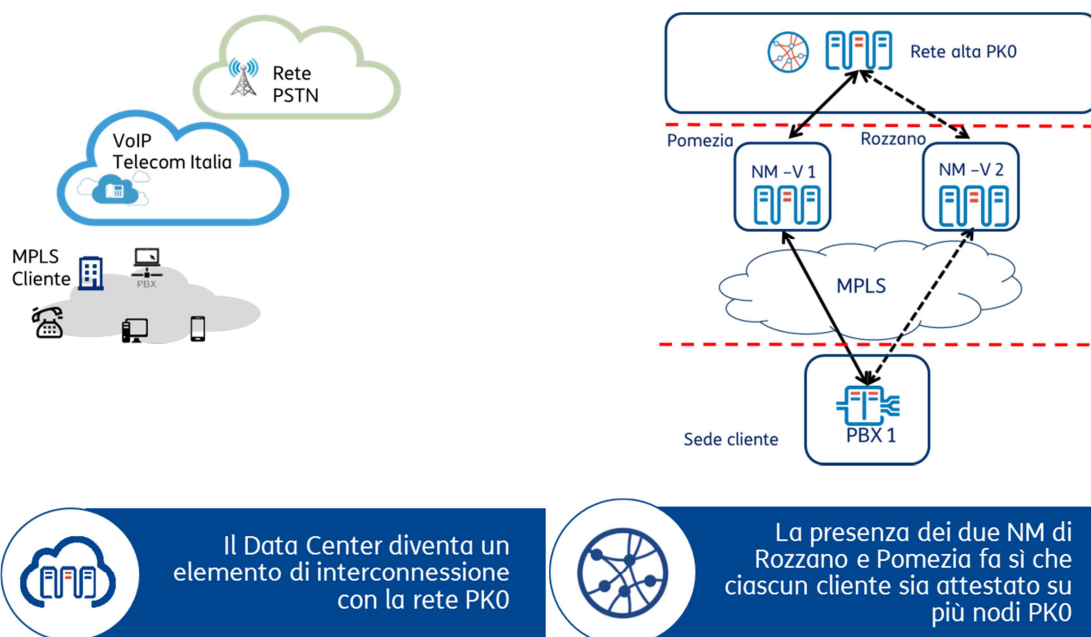 Rete
PSTN
VoIP
Telecom Italia
MPLS
Cliente
PBX
Rete alta PK0
Pomezia
Rozzano
NM –V 1
NM –V 2
MPLS
Sede cliente
PBX 1
Il Data Center diventa un
elemento di interconnessione
con la rete PK0
La presenza dei due NM di
Rozzano e Pomezia fa sì che
ciascun cliente sia attestato su
più nodi PK0